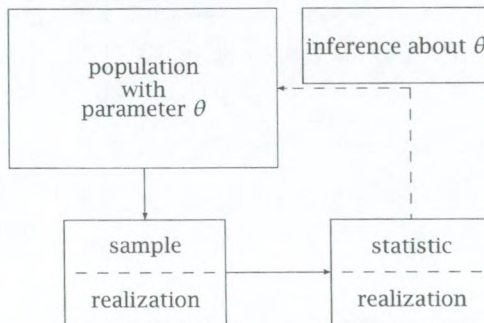 population
with
parameter θ
inference about θ
sample
realization
statistic
realization